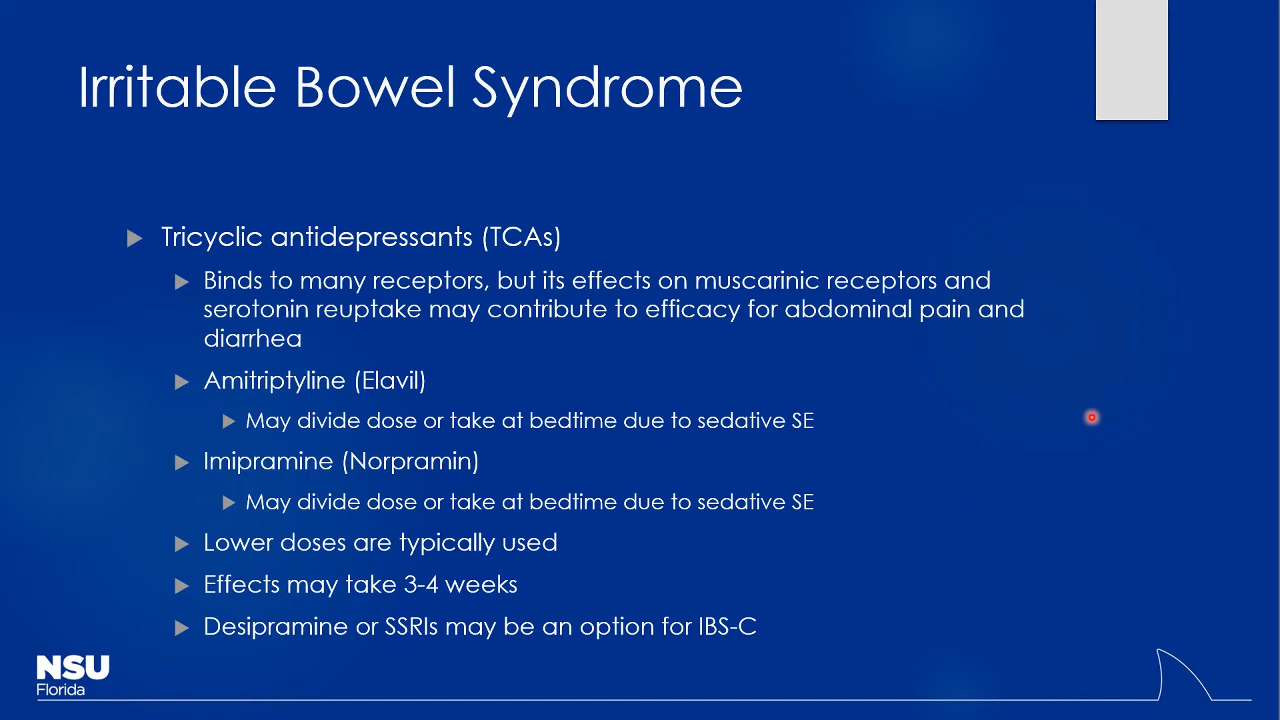 Irritable Bowel Syndrome
Tricyclic antidepressants (TCAs)
Binds to many receptors, but its effects on muscarinic receptors and
serotonin reuptake may contribute to efficacy for abdominal pain and
diarrhea
Amitriptyline (Elavil)
May divide dose or take at bedtime due to sedative SE
Imipramine (Norpramin)
May divide dose or take at bedtime due to sedative SE
Lower doses are typically used
Effects may take 3-4 weeks
Desipramine or SSRIs may be an option for IBS-C
NSU
Florida